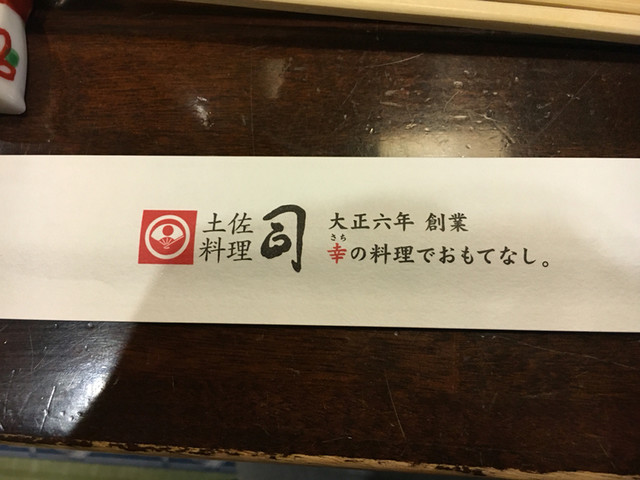 土佐
料理
司
大正六年 創業
さち
幸の料理でおもてなし。